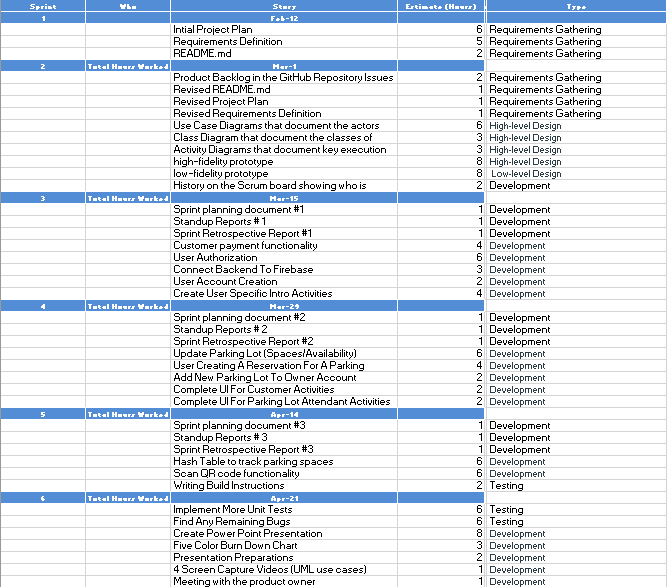 Sprint Who Story Estimate (Hours) Type
1 Feb-12
Intial Project Plan 6 Requirements Gathering
Requirements Definition 5 Requirements Gathering
README.md 2 Requirements Gathering
2 Total Hours Worked Mar-1
Product Backlog in the GitHub Repository Issues 2 Requirements Gathering
Revised README.md 1 Requirements Gathering
Revised Project Plan 1 Requirements Gathering
Revised Requirements Definition 1 Requirements Gathering
Use Case Diagrams that document the actors 6 High-level Design
Class Diagram that document the classes of 3 High-level Design
Activity Diagrams that document key execution 3 High-level Design
high-fidelity prototype 8 High-level Design
low-fidelity prototype 8 Low-level Design
History on the Scrum board showing who is 2 Development
3 Total Hours Worked Mar-15
Sprint planning document #1 1 Development
Standup Reports # 1 1 Development
Sprint Retrospective Report #1 1 Development
Customer payment functionality 4 Development
User Authorization 6 Development
Connect Backend To Firebase 3 Development
User Account Creation 2 Development
Create User Specific Intro Activities 4 Development
4 Total Hours Worked Mar-29
Sprint planning document #2 1 Development
Standup Reports # 2 1 Development
Sprint Retrospective Report #2 1 Development
Update Parking Lot (Spaces/Availability) 6 Development
User Creating A Reservation For A Parking 4 Development
Add New Parking Lot To Owner Account 2 Development
Complete UI For Customer Activities 2 Development
Complete UI For Parking Lot Attendant Activities 2 Development
5 Total Hours Worked Apr-14
Sprint planning document #3 1 Development
Standup Reports # 3 1 Development
Sprint Retrospective Report #3 1 Development
Hash Table to track parking spaces 6 Development
Scan QR code functionality 6 Development
Writing Build Instructions 2 Testing
6 Total Hours Worked Apr-21
Implement More Unit Tests 6 Testing
Find Any Remaining Bugs 6 Testing
Create Power Point Presentation 8 Development
Five Color Burn Down Chart 3 Development
Presentation Preparations 2 Development
4 Screen Capture Videos (UML use cases) 1 Development
Meeting with the product owner 1 Development